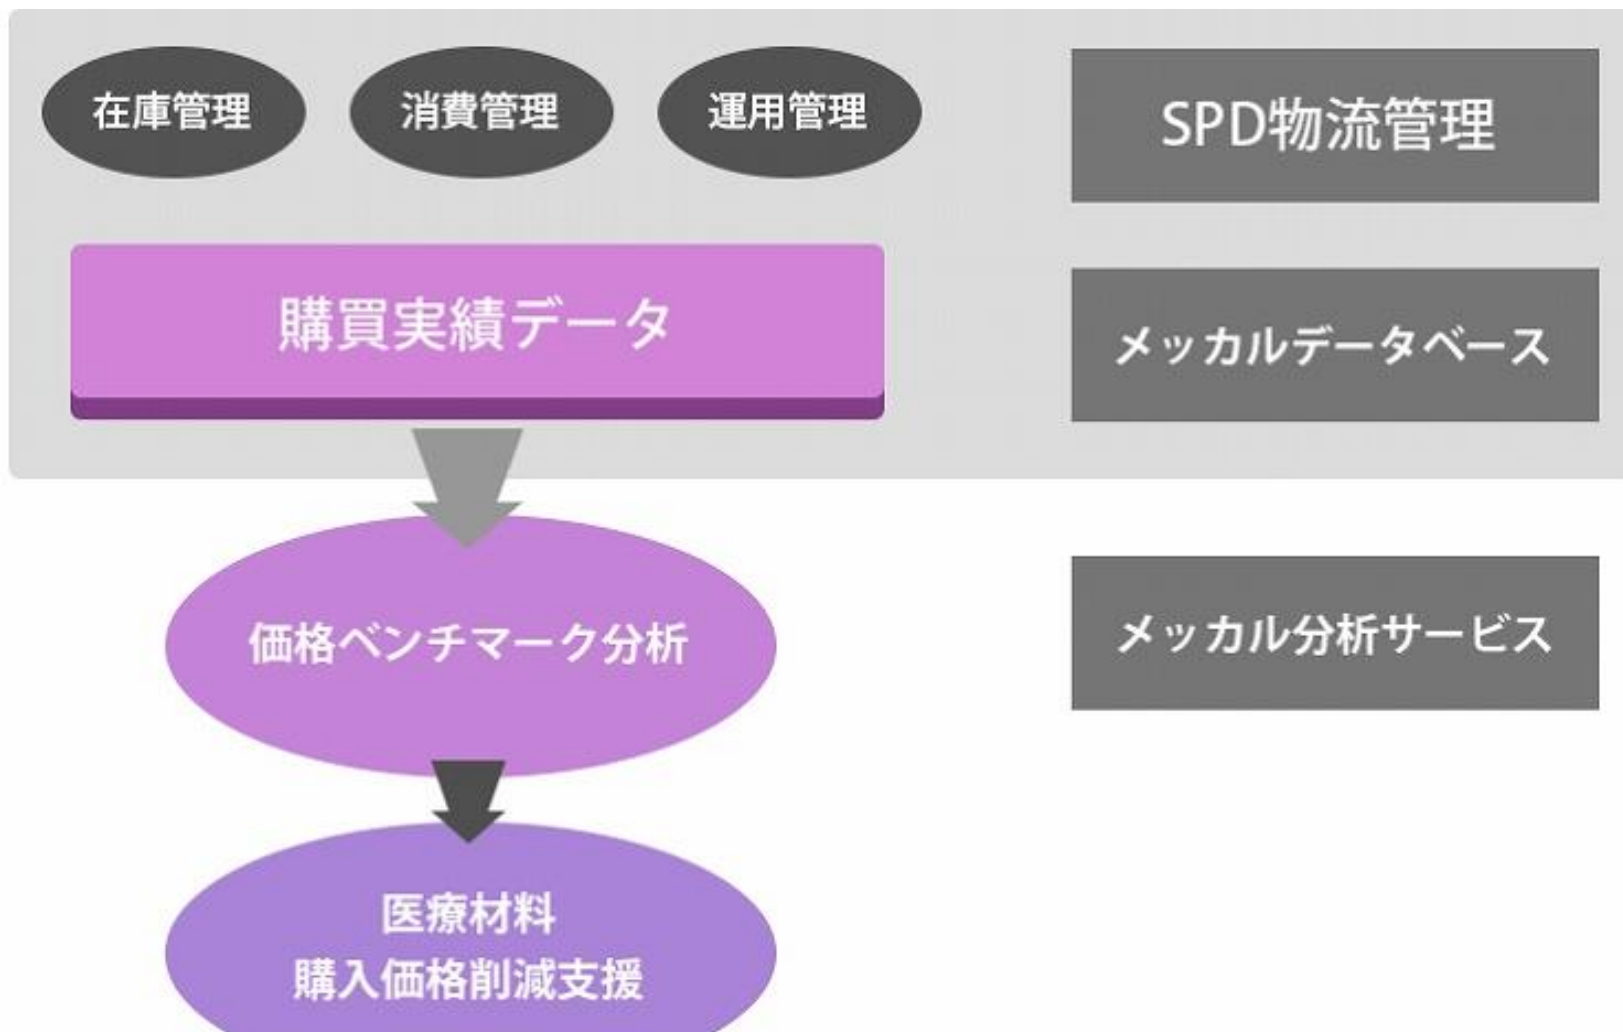 在庫管理
消費管理
運用管理
SPD物流管理
購買実績データ
メッカルデータベース
価格ベンチマーク分析
メッカル分析サービス
医療材料
購入価格削減支援